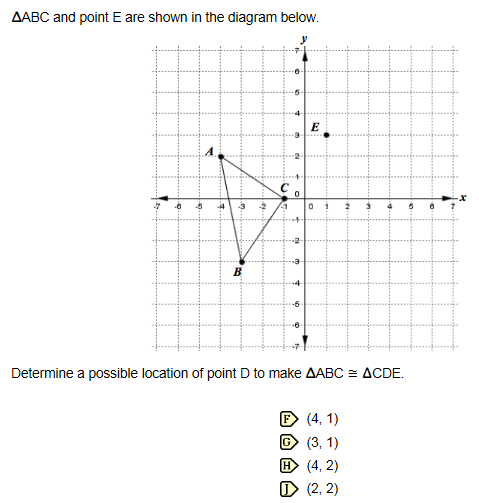 ΔABC and point E are shown in the diagram below.
y
7
6
5
4
3
2
1
0
-1
-2
-3
-4
-5
-6
-7
E
A
C
B
-7 -6 -5 -4 -3 -2 -1 0 1 2 3 4 5 6 7 x
Determine a possible location of point D to make ΔABC ≅ ΔCDE.
F (4, 1)
G (3, 1)
H (4, 2)
J (2, 2)